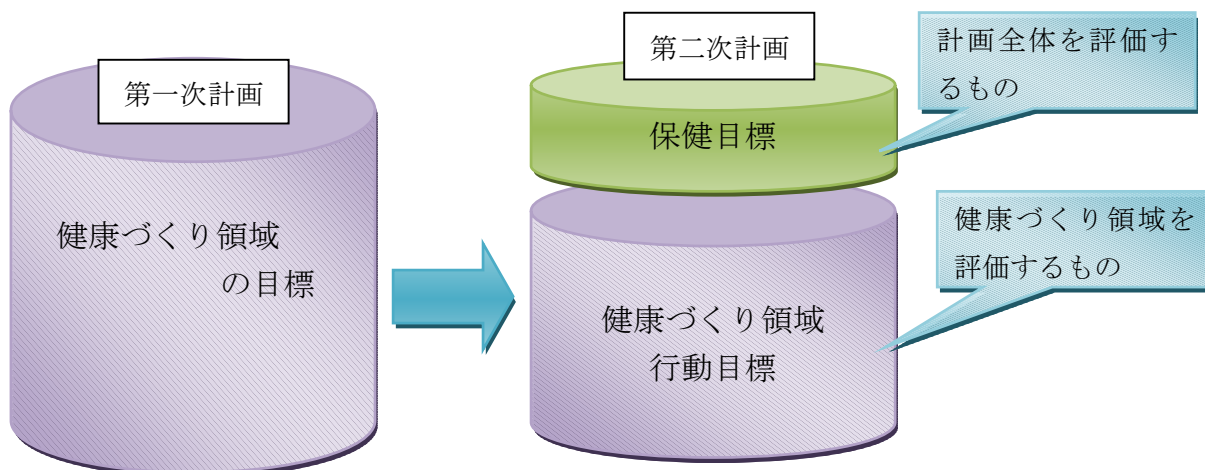 第一次計画
健康づくり領域
の目標
第二次計画
保健目標
健康づくり領域
行動目標
計画全体を評価す
るもの
健康づくり領域を
評価するもの